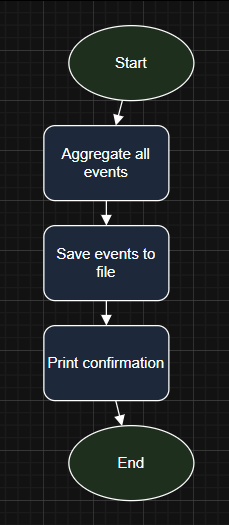 Start
Aggregate all
events
Save events to
file
Print confirmation
End